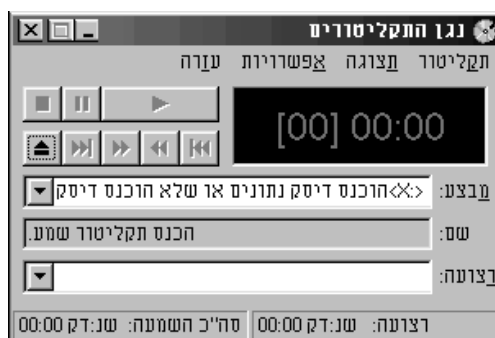 נגן התקליטורים
תקליטור תצוגה אפשרויות עזרה
[00] 00:00
מבצע: <X:>הוכנס דיסק נתונים או שלא הוכנס דיסק
שם: הכנס תקליטור שמע.
רצועה:
סה''כ השמעה: שנ:דק 00:00 רצועה: שנ:דק 00:00